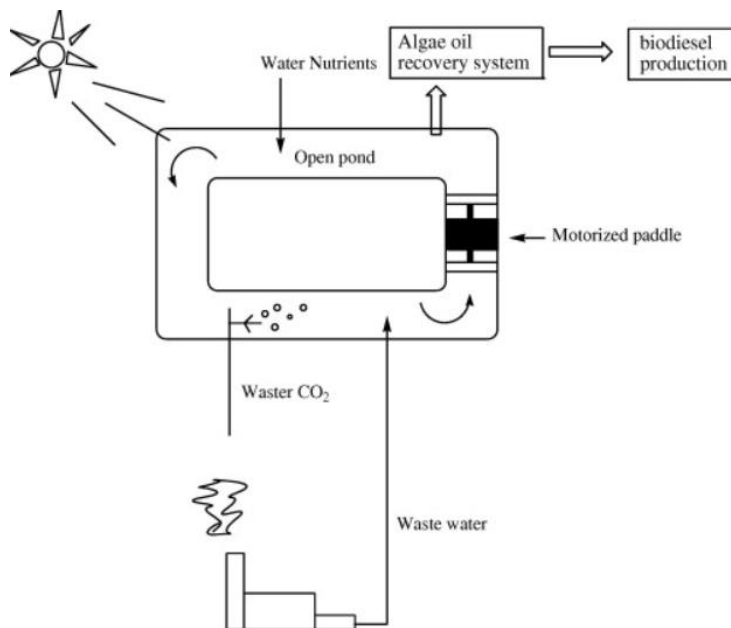 Algae oil
recovery system
biodiesel
production
Water Nutrients
Open pond
Motorized paddle
Waster CO₂
Waste water